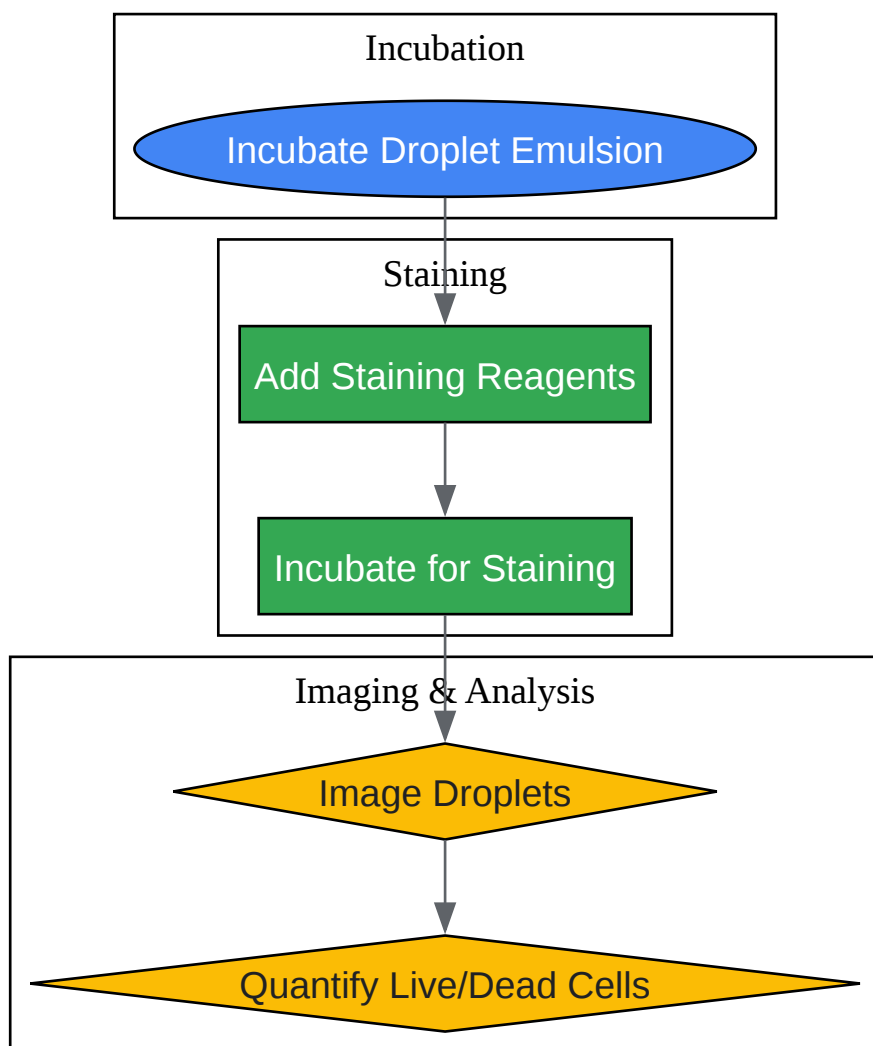 Incubation
Incubate Droplet Emulsion
Staining
Add Staining Reagents
Incubate for Staining
Imaging & Analysis
Image Droplets
Quantify Live/Dead Cells